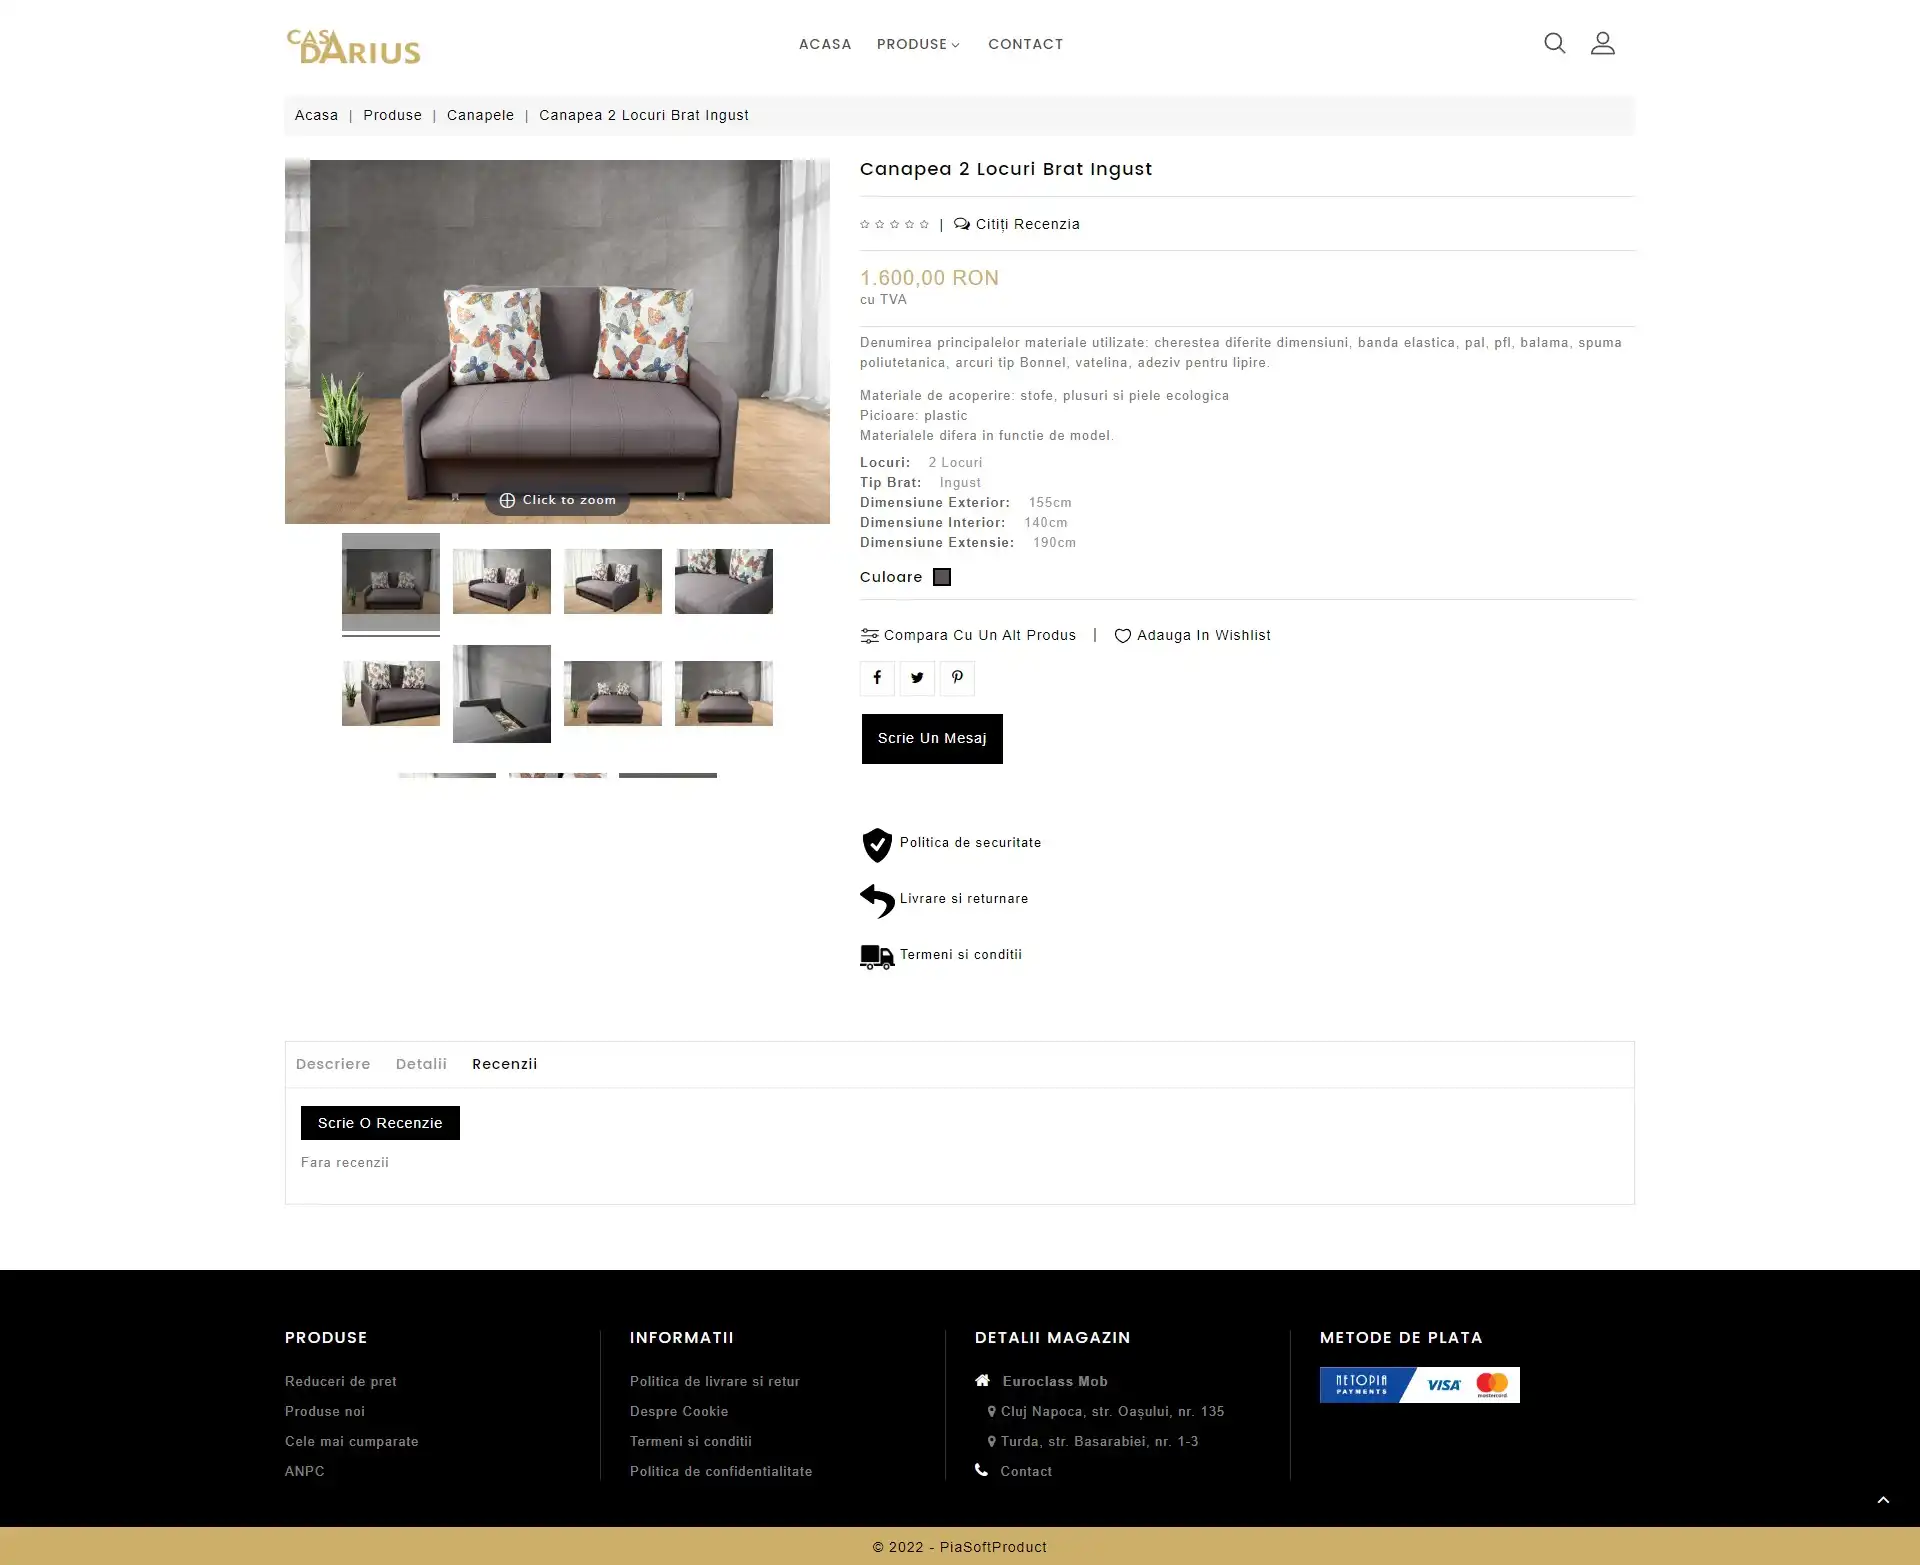 CASA
DARIUS
ACASA
PRODUSE
CONTACT
Acasa | Produse | Canapele | Canapea 2 Locuri Brat Ingust
Canapea 2 Locuri Brat Ingust
| Citiți Recenzia
1.600,00 RON
cu TVA
Denumirea principalelor materiale utilizate: cherestea diferite dimensiuni, banda elastica, pal, pfl, balama, spuma
poliutetanica, arcuri tip Bonnel, vatelina, adeziv pentru lipire.
Materiale de acoperire: stofe, plusuri si piele ecologica
Picioare: plastic
Materialele difera in functie de model.
Locuri: 2 Locuri
Tip Brat: Ingust
Dimensiune Exterior: 155cm
Dimensiune Interior: 140cm
Dimensiune Extensie: 190cm
Culoare
Click to zoom
Compara Cu Un Alt Produs | Adauga In Wishlist
Scrie Un Mesaj
Politica de securitate
Livrare si returnare
Termeni si conditii
Descriere Detalii Recenzii
Scrie O Recenzie
Fara recenzii
PRODUSE
Reduceri de pret
Produse noi
Cele mai cumparate
ANPC
INFORMATII
Politica de livrare si retur
Despre Cookie
Termeni si conditii
Politica de confidentialitate
DETALII MAGAZIN
Euroclass Mob
Cluj Napoca, str. Oașului, nr. 135
Turda, str. Basarabiei, nr. 1-3
Contact
METODE DE PLATA
NETOPIA
PAYMENTS
VISA
mastercard
© 2022 - PiaSoftProduct